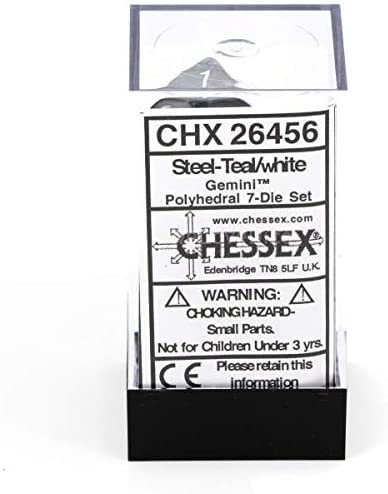 1
CHX 26456
Steel-Teal/white
Gemini™
Polyhedral 7-Die Set
www.chessex.com
CHESSEX®
Edenbridge TN8 5LF U.K.
WARNING:
CHOKING HAZARD-
Small Parts.
Not for Children Under 3 yrs.
CE
Please retain this
information